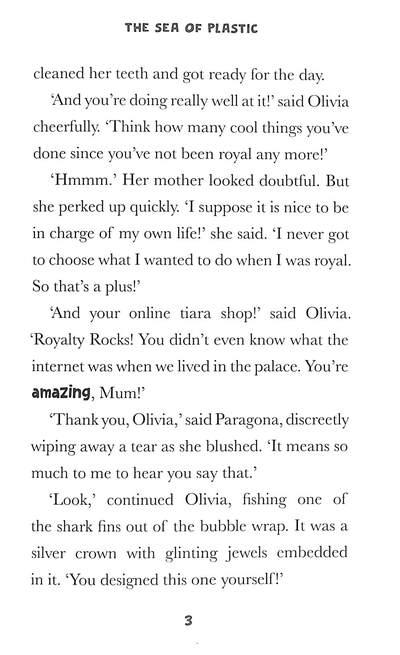 THE SEA OF PLASTIC
cleaned her teeth and got ready for the day.
‘And you’re doing really well at it!’ said Olivia
cheerfully. ‘Think how many cool things you’ve
done since you’ve not been royal any more!’
‘Hmmm.’ Her mother looked doubtful. But
she perked up quickly. ‘I suppose it is nice to be
in charge of my own life!’ she said. ‘I never got
to choose what I wanted to do when I was royal.
So that’s a plus!’
‘And your online tiara shop!’ said Olivia.
‘Royalty Rocks! You didn’t even know what the
internet was when we lived in the palace. You’re
amazing, Mum!’
‘Thank you, Olivia,’ said Paragona, discreetly
wiping away a tear as she blushed. ‘It means so
much to me to hear you say that.’
‘Look,’ continued Olivia, fishing one of
the shark fins out of the bubble wrap. It was a
silver crown with glinting jewels embedded
in it. ‘You designed this one yourself!’
3